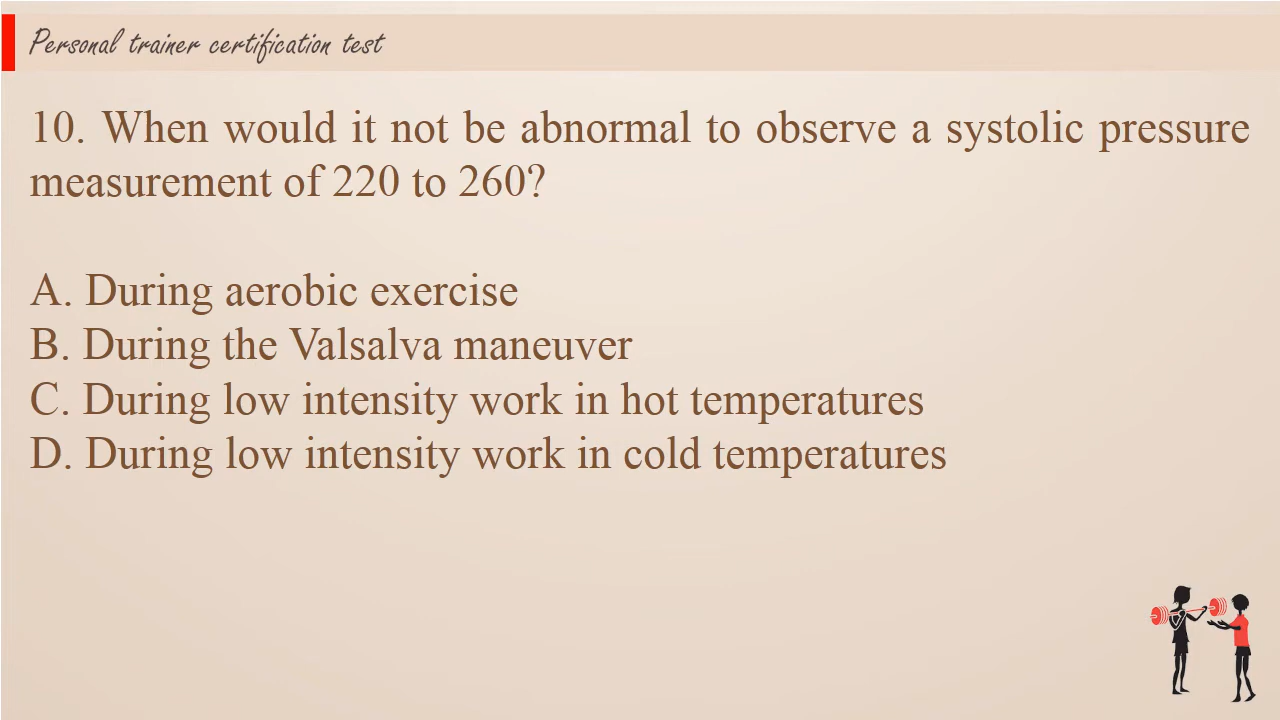 Personal trainer certification test
10. When would it not be abnormal to observe a systolic pressure
measurement of 220 to 260?
A. During aerobic exercise
B. During the Valsalva maneuver
C. During low intensity work in hot temperatures
D. During low intensity work in cold temperatures